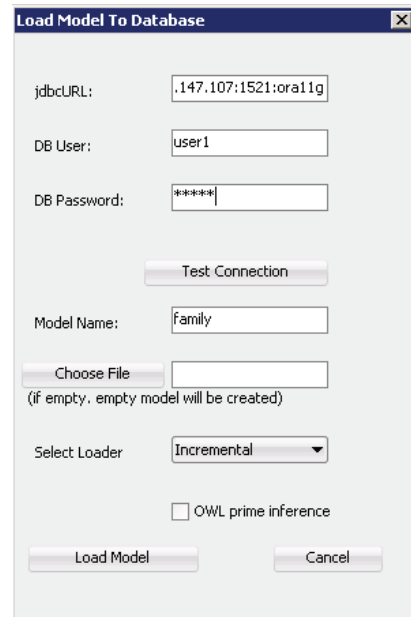 Load Model To Database
jdbcURL: .147.107:1521:ora11g
DB User: user1
DB Password: *****
Test Connection
Model Name: family
Choose File
(if empty. empty model will be created)
Select Loader Incremental
OWL prime inference
Load Model Cancel